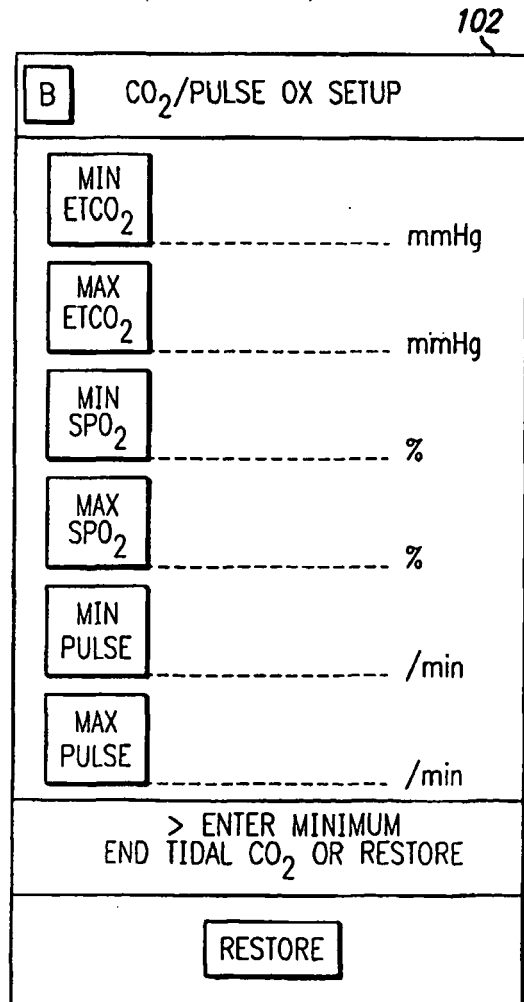 102
B CO₂/PULSE OX SETUP
MIN
ETCO₂
mmHg
MAX
ETCO₂
mmHg
MIN
SPO₂
%
MAX
SPO₂
%
MIN
PULSE
/min
MAX
PULSE
/min
> ENTER MINIMUM
END TIDAL CO₂ OR RESTORE
RESTORE